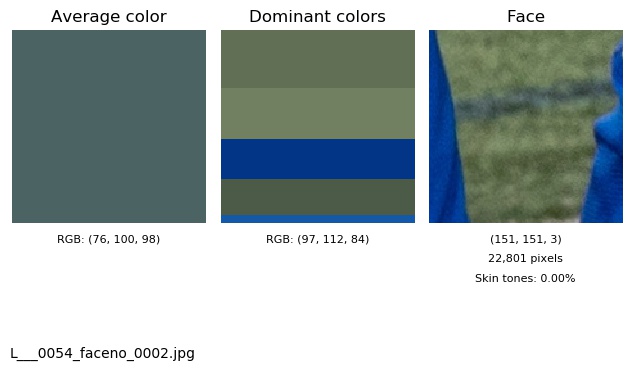 Average color
Dominant colors
Face
RGB: (76, 100, 98)
RGB: (97, 112, 84)
(151, 151, 3)
22,801 pixels
Skin tones: 0.00%
L___0054_faceno_0002.jpg